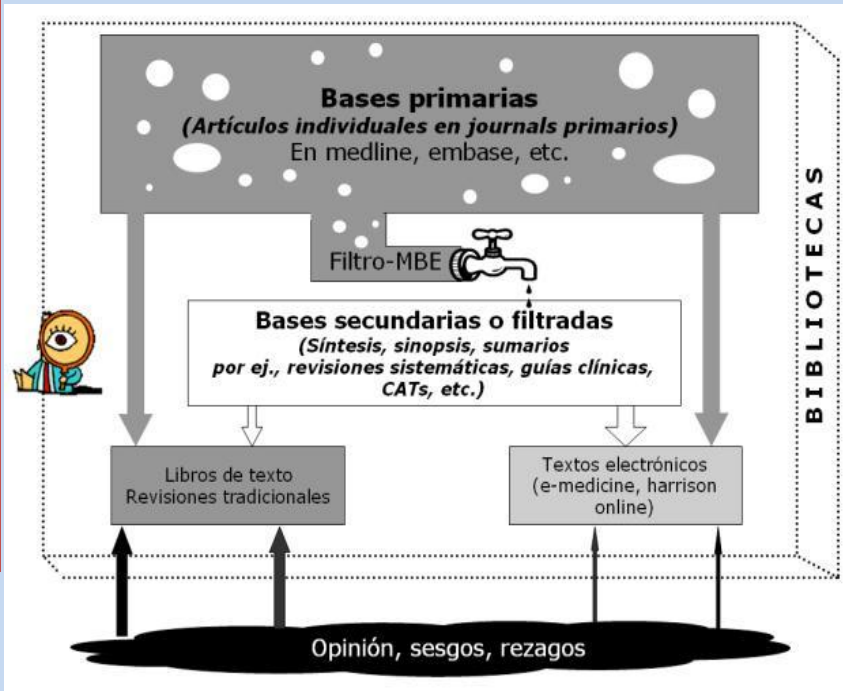 Bases primarias
(Artículos individuales en journals primarios)
En medline, embase, etc.
Filtro-MBE
Bases secundarias o filtradas
(Síntesis, sinopsis, sumarios
por ej., revisiones sistemáticas, guías clínicas,
CATs, etc.)
Libros de texto
Revisiones tradicionales
Textos electrónicos
(e-medicine, harrison
online)
Opinión, sesgos, rezagos
BIBLIOTECAS